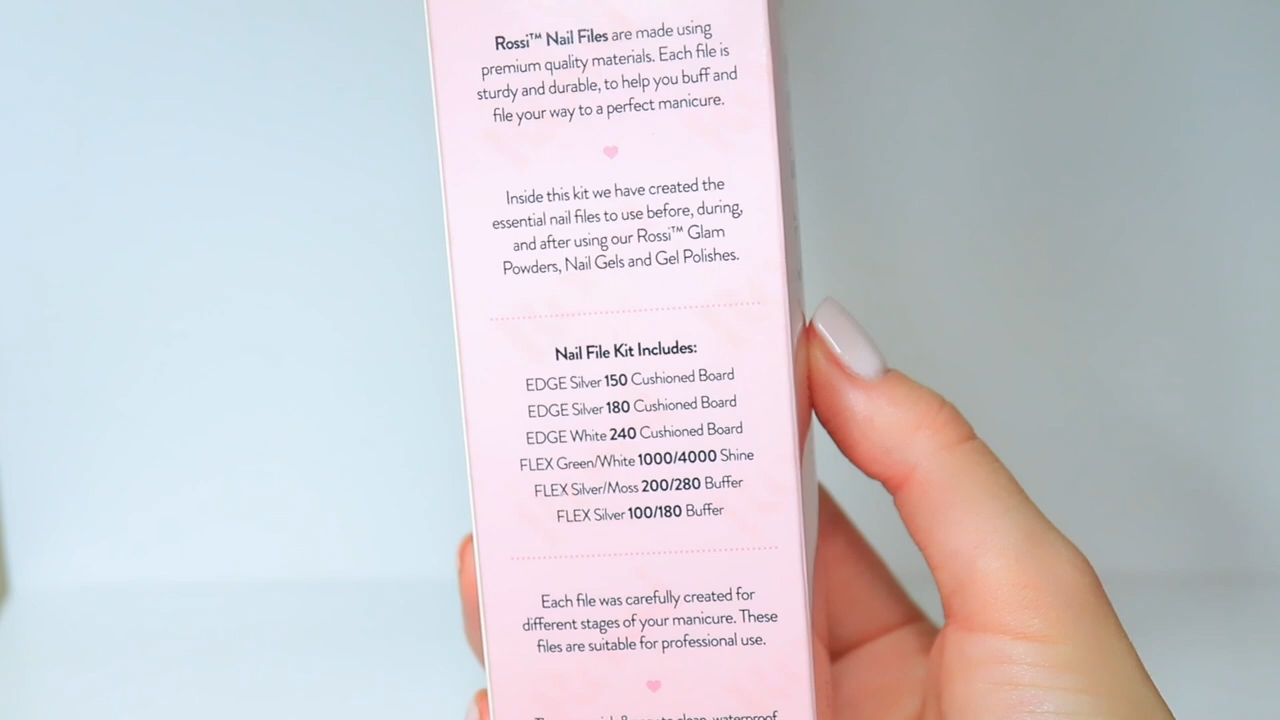 Rossi™ Nail Files are made using
premium quality materials. Each file is
sturdy and durable, to help you buff and
file your way to a perfect manicure.
Inside this kit we have created the
essential nail files to use before, during,
and after using our Rossi™ Glam
Powders, Nail Gels and Gel Polishes.
Nail File Kit Includes:
EDGE Silver 150 Cushioned Board
EDGE Silver 180 Cushioned Board
EDGE White 240 Cushioned Board
FLEX Green/White 1000/4000 Shine
FLEX Silver/Moss 200/280 Buffer
FLEX Silver 100/180 Buffer
Each file was carefully created for
different stages of your manicure. These
files are suitable for professional use.
to clean, waterproof